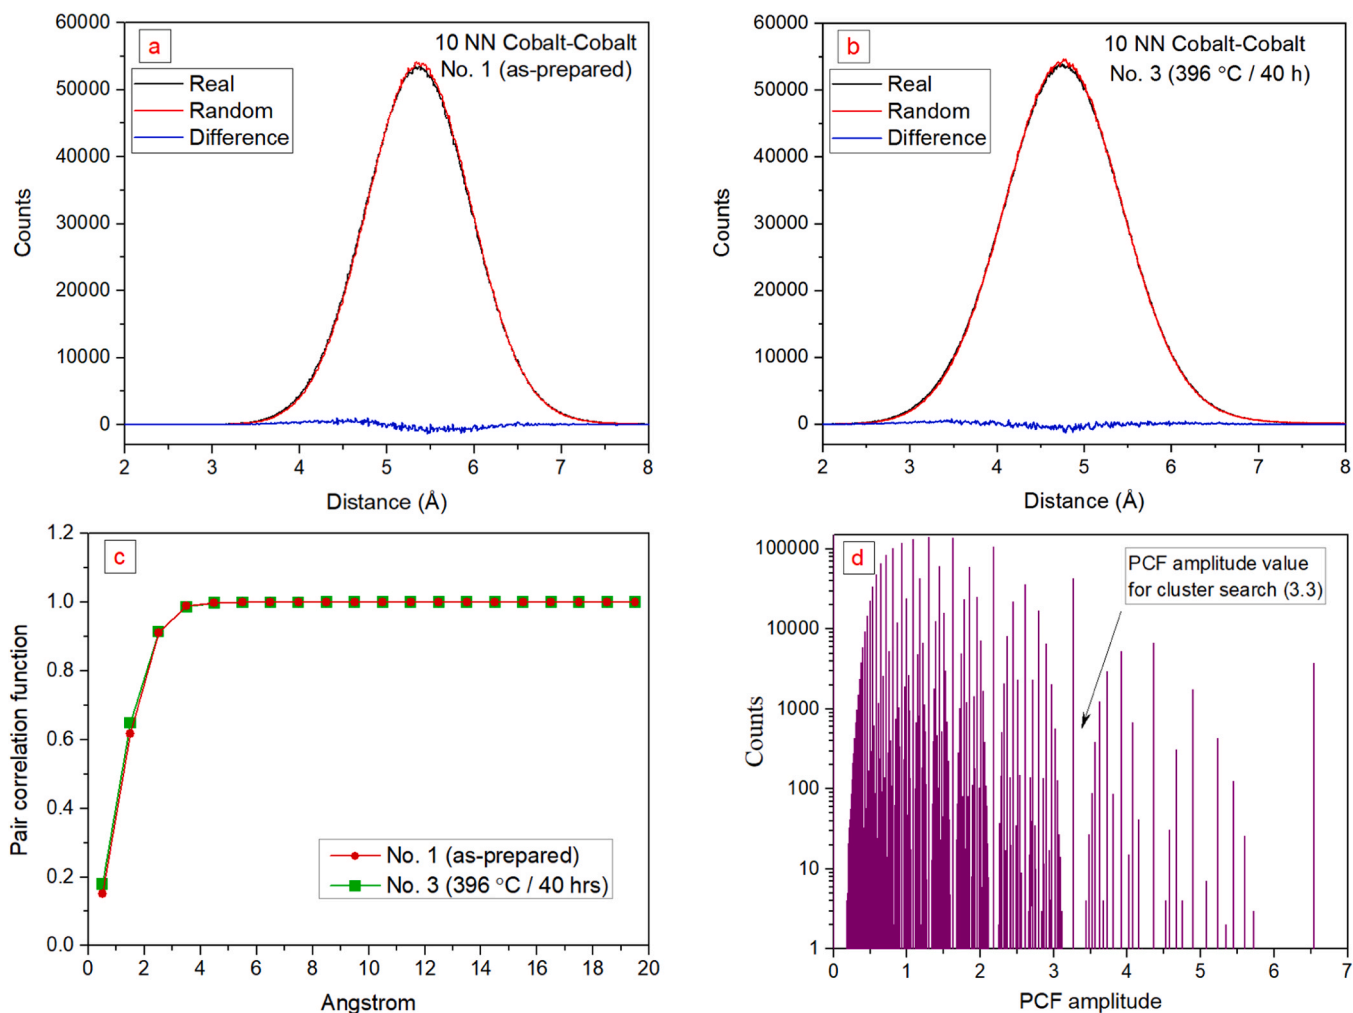 a
10 NN Cobalt-Cobalt
No. 1 (as-prepared)
Real
Random
Difference
60000
50000
40000
30000
20000
10000
0
Counts
2 3 4 5 6 7 8
Distance (Å)
b
10 NN Cobalt-Cobalt
No. 3 (396 °C / 40 h)
Real
Random
Difference
60000
50000
40000
30000
20000
10000
0
Counts
2 3 4 5 6 7 8
Distance (Å)
c
1.2
1.0
0.8
0.6
0.4
0.2
0.0
Pair correlation function
No. 1 (as-prepared)
No. 3 (396 °C / 40 hrs)
0 2 4 6 8 10 12 14 16 18 20
Angstrom
d
PCF amplitude value
for cluster search (3.3)
100000
10000
1000
100
10
1
Counts
0 1 2 3 4 5 6 7
PCF amplitude